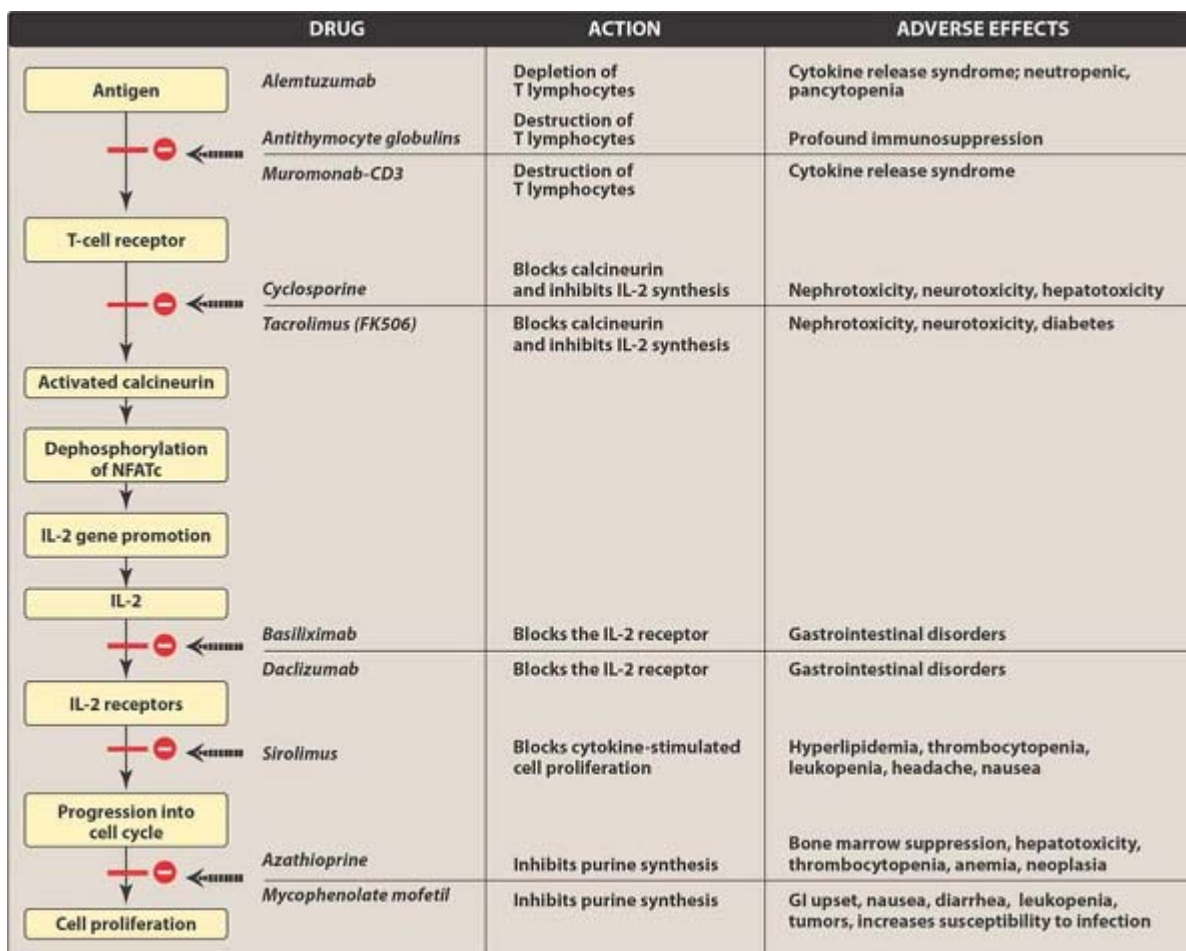 DRUG ACTION ADVERSE EFFECTS
Antigen
Alemtuzumab
Depletion of
T lymphocytes
Cytokine release syndrome; neutropenic,
pancytopenia
Antithymocyte globulins
Destruction of
T lymphocytes
Profound immunosuppression
Muromonab-CD3
Destruction of
T lymphocytes
Cytokine release syndrome
T-cell receptor
Cyclosporine
Blocks calcineurin
and inhibits IL-2 synthesis
Nephrotoxicity, neurotoxicity, hepatotoxicity
Tacrolimus (FK506)
Blocks calcineurin
and inhibits IL-2 synthesis
Nephrotoxicity, neurotoxicity, diabetes
Activated calcineurin
Dephosphorylation
of NFATc
IL-2 gene promotion
IL-2
Basiliximab
Blocks the IL-2 receptor
Gastrointestinal disorders
Daclizumab
Blocks the IL-2 receptor
Gastrointestinal disorders
IL-2 receptors
Sirolimus
Blocks cytokine-stimulated
cell proliferation
Hyperlipidemia, thrombocytopenia,
leukopenia, headache, nausea
Progression into
cell cycle
Azathioprine
Inhibits purine synthesis
Bone marrow suppression, hepatotoxicity,
thrombocytopenia, anemia, neoplasia
Mycophenolate mofetil
Inhibits purine synthesis
GI upset, nausea, diarrhea, leukopenia,
tumors, increases susceptibility to infection
Cell proliferation